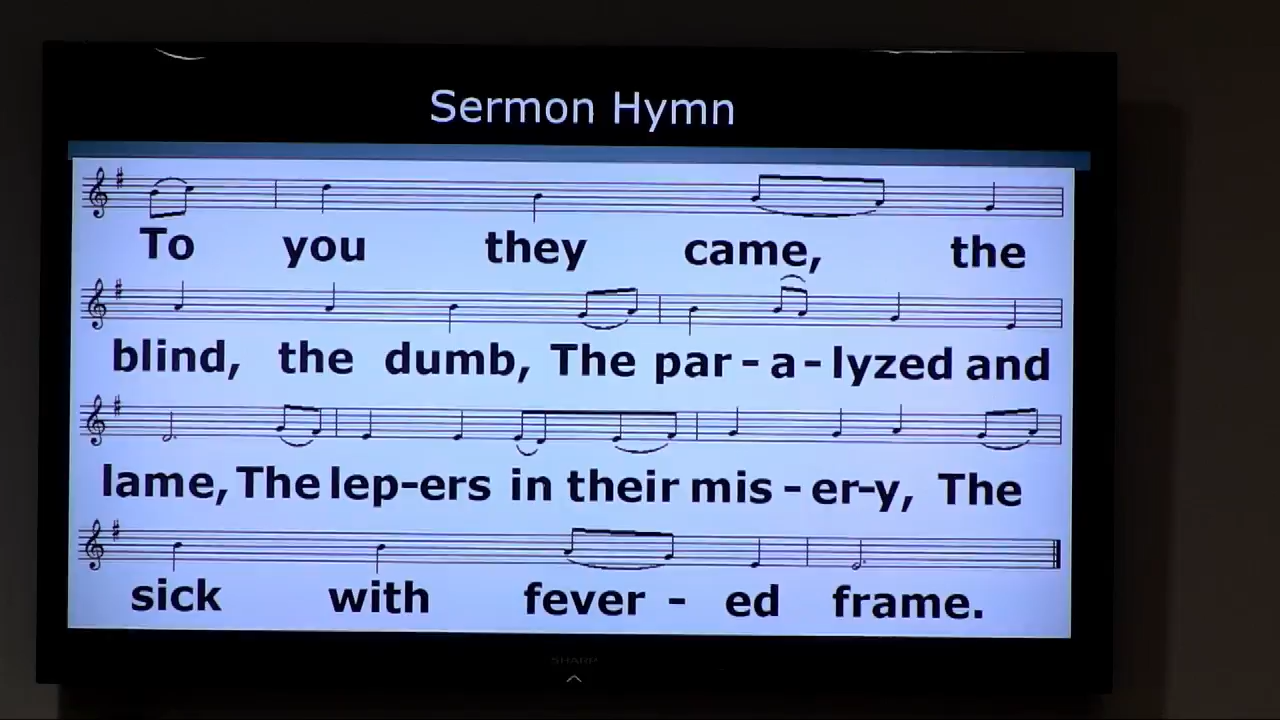 Sermon Hymn
To you they came, the
blind, the dumb, The par - a - lyzed and
lame, The lep-ers in their mis - er-y, The
sick with fever - ed frame.
SHARP